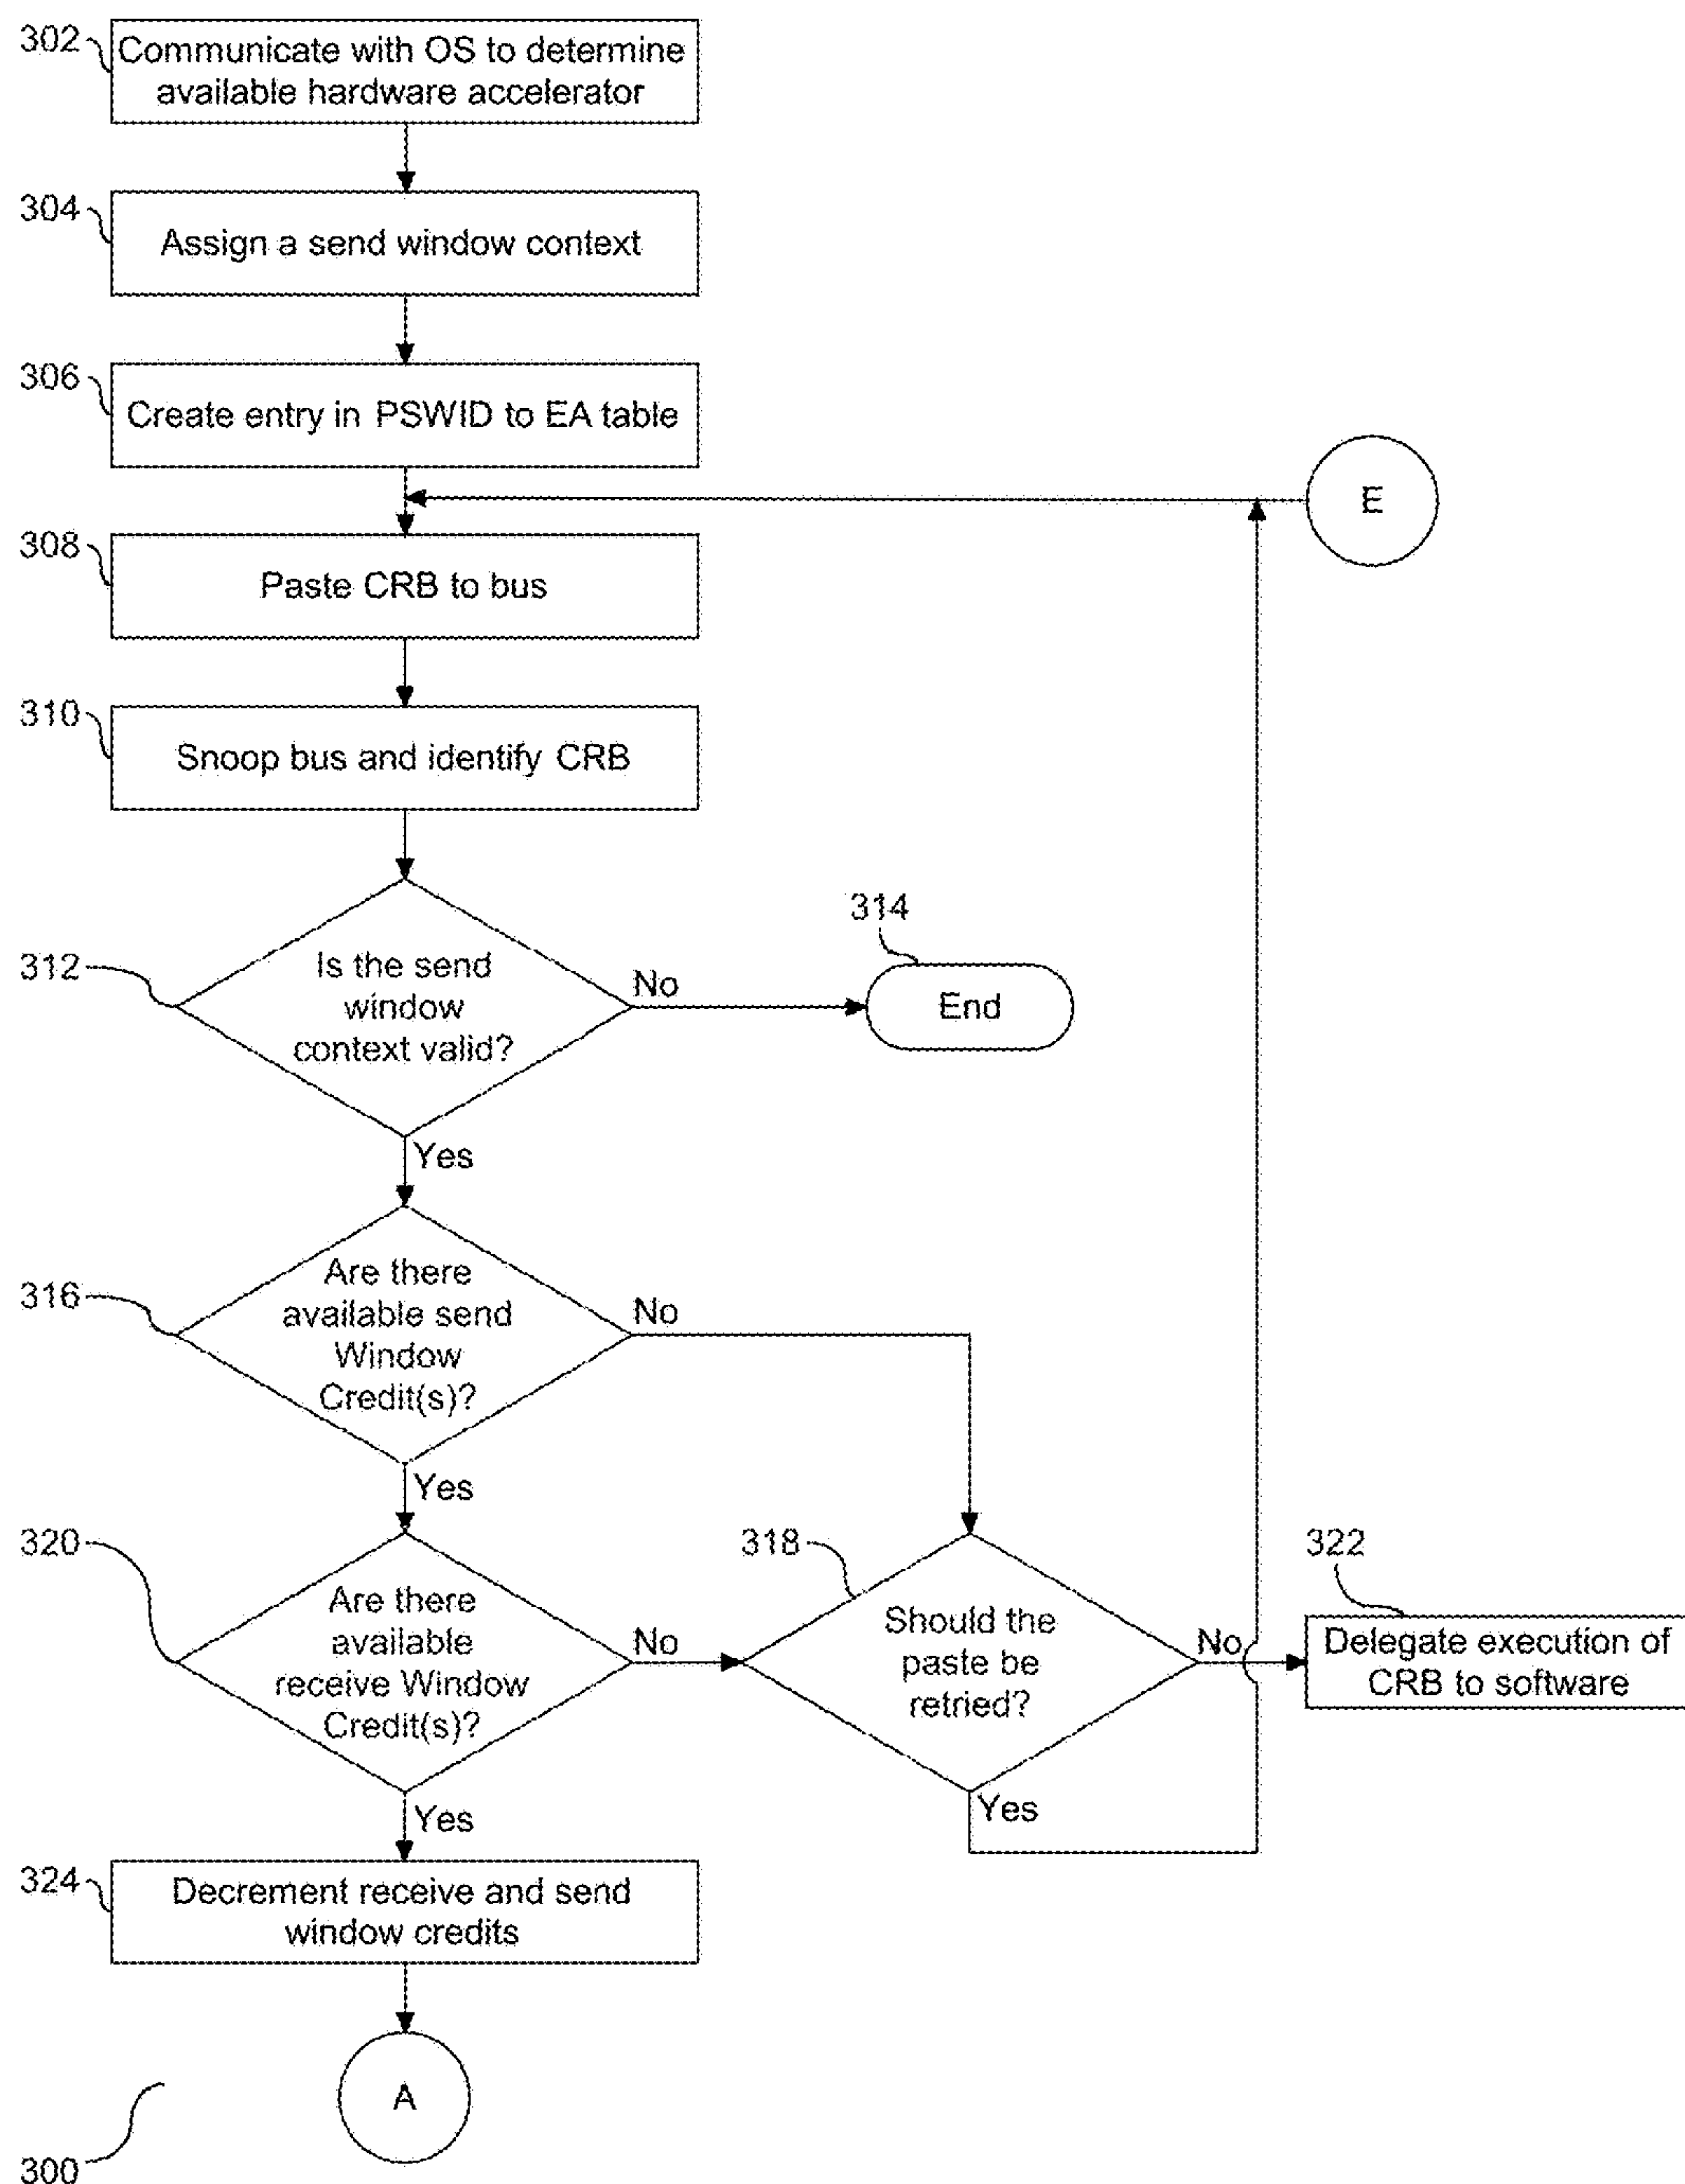 302
Communicate with OS to determine
available hardware accelerator
304
Assign a send window context
306
Create entry in PSWID to EA table
E
308
Paste CRB to bus
310
Snoop bus and identify CRB
314
312
Is the send
window
context valid?
No
End
Yes
316
Are there
available send
Window
Credit(s)?
No
Yes
320
Are there
available
receive Window
Credit(s)?
No
318
Should the
paste be
retried?
No
322
Delegate execution of
CRB to software
Yes
Yes
324
Decrement receive and send
window credits
A
300